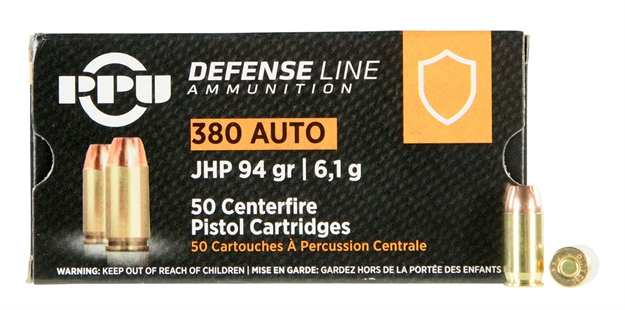 PPU
DEFENSE LINE
AMMUNITION
380 AUTO
JHP 94 gr | 6,1 g
50 Centerfire
Pistol Cartridges
50 Cartouches À Percussion Centrale
WARNING: KEEP OUT OF REACH OF CHILDREN | MISE EN GARDE: GARDEZ HORS DE LA PORTÉE DES ENFANTS